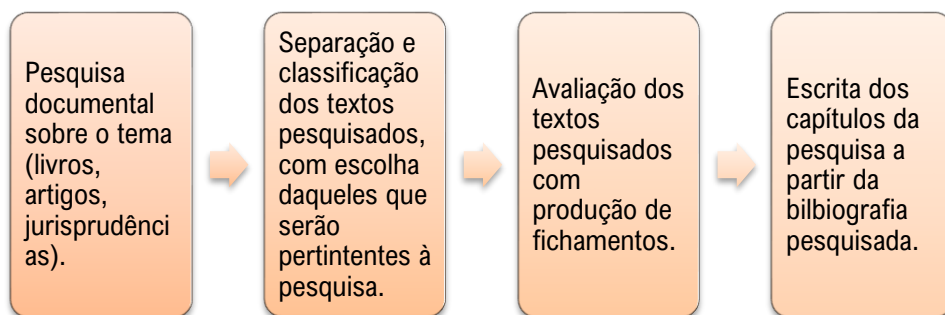 Pesquisa
documental
sobre o tema
(livros,
artigos,
jurisprudênci
as).
Separação e
classificação
dos textos
pesquisados,
com escolha
daqueles que
serão
pertintentes à
pesquisa.
Avaliação dos
textos
pesquisados
com
produção de
fichamentos.
Escrita dos
capítulos da
pesquisa a
partir da
bilbiografia
pesquisada.